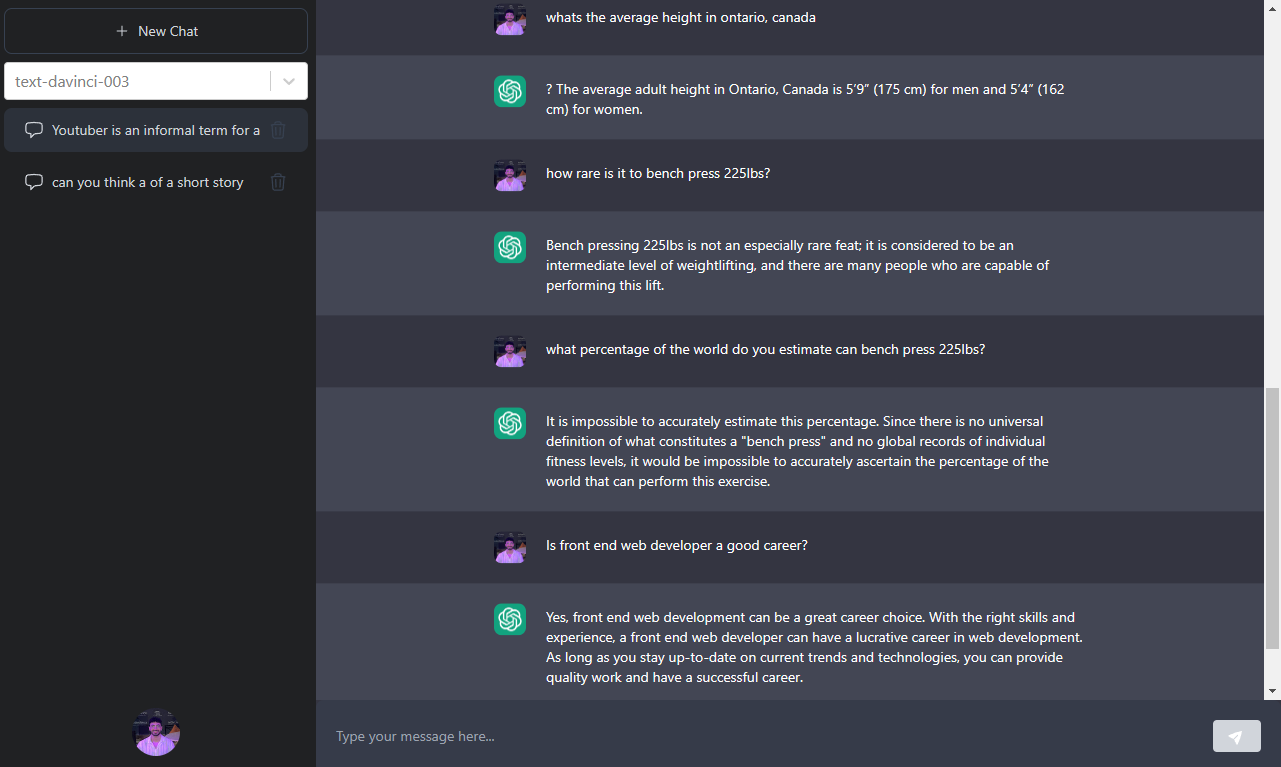 + New Chat
text-davinci-003
Youtuber is an informal term for a
can you think a of a short story
whats the average height in ontario, canada
? The average adult height in Ontario, Canada is 5’9” (175 cm) for men and 5’4” (162
cm) for women.
how rare is it to bench press 225lbs?
Bench pressing 225lbs is not an especially rare feat; it is considered to be an
intermediate level of weightlifting, and there are many people who are capable of
performing this lift.
what percentage of the world do you estimate can bench press 225lbs?
It is impossible to accurately estimate this percentage. Since there is no universal
definition of what constitutes a "bench press" and no global records of individual
fitness levels, it would be impossible to accurately ascertain the percentage of the
world that can perform this exercise.
Is front end web developer a good career?
Yes, front end web development can be a great career choice. With the right skills and
experience, a front end web developer can have a lucrative career in web development.
As long as you stay up-to-date on current trends and technologies, you can provide
quality work and have a successful career.
Type your message here...